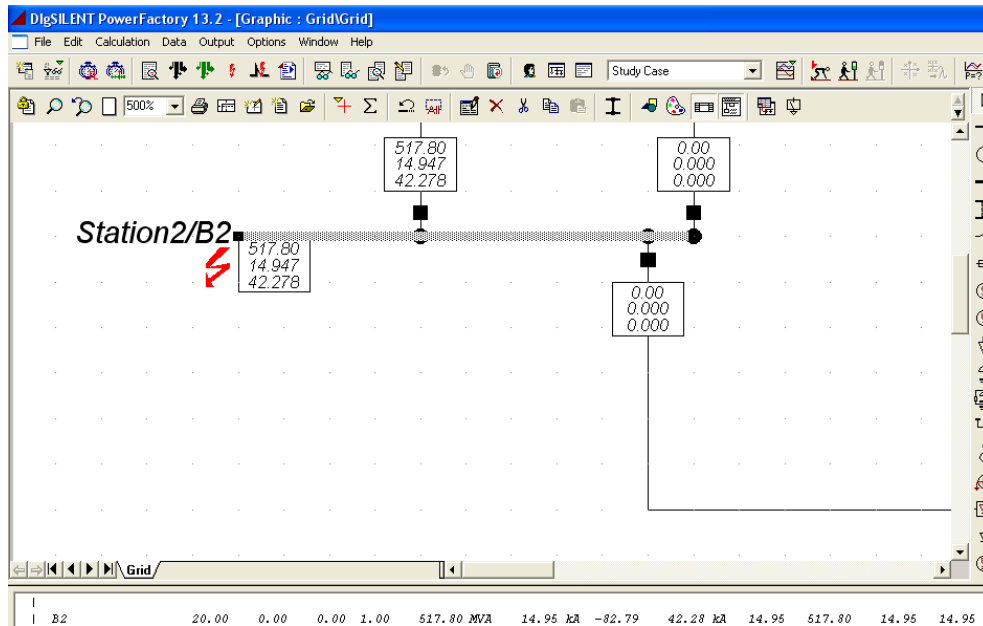 DIgSILENT PowerFactory 13.2 - [Graphic : Grid\Grid]
File Edit Calculation Data Output Options Window Help
Study Case
500%
517.80
14.947
42.278
0.00
0.000
0.000
Station2/B2
517.80
14.947
42.278
0.00
0.000
0.000
Grid
B2 20.00 0.00 0.00 1.00 517.80 MVA 14.95 kA -82.79 42.28 kA 14.95 517.80 14.95 14.95